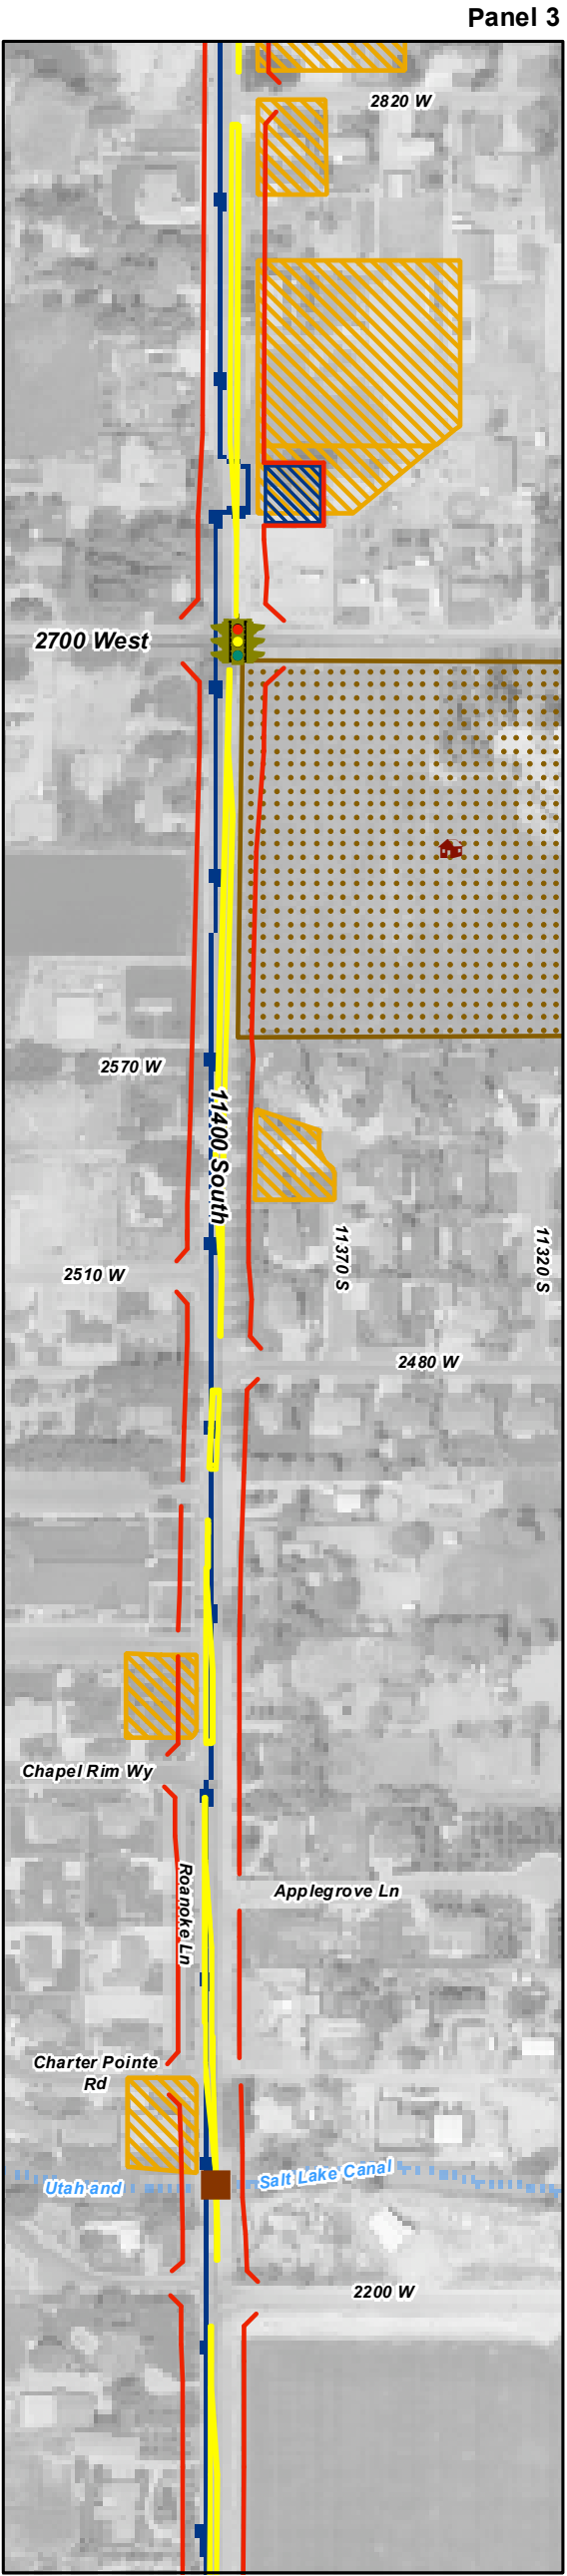 Panel 3
2820 W
2700 West
2570 W
11400 South
11370 S
11320 S
2510 W
2480 W
Chapel Rim Wy
Roanoke Ln
Applegrove Ln
Charter Pointe
Rd
Utah and
Salt Lake Canal
2200 W